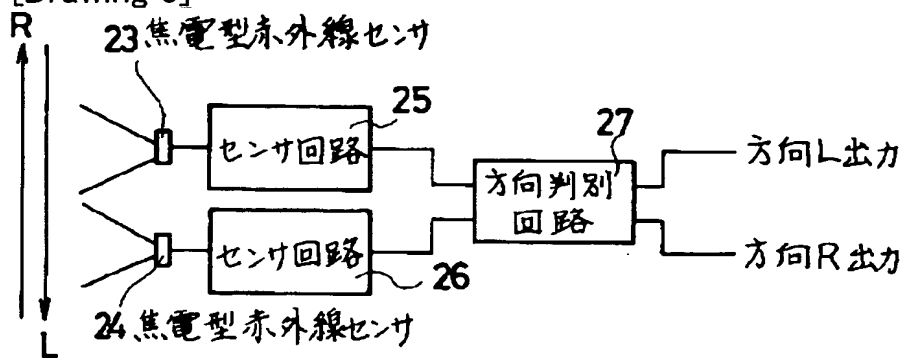 R
23 焦電型赤外線センサ
25
センサ回路
27
方向判別
回路
方向L出力
センサ回路
26
方向R出力
24 焦電型赤外線センサ
L